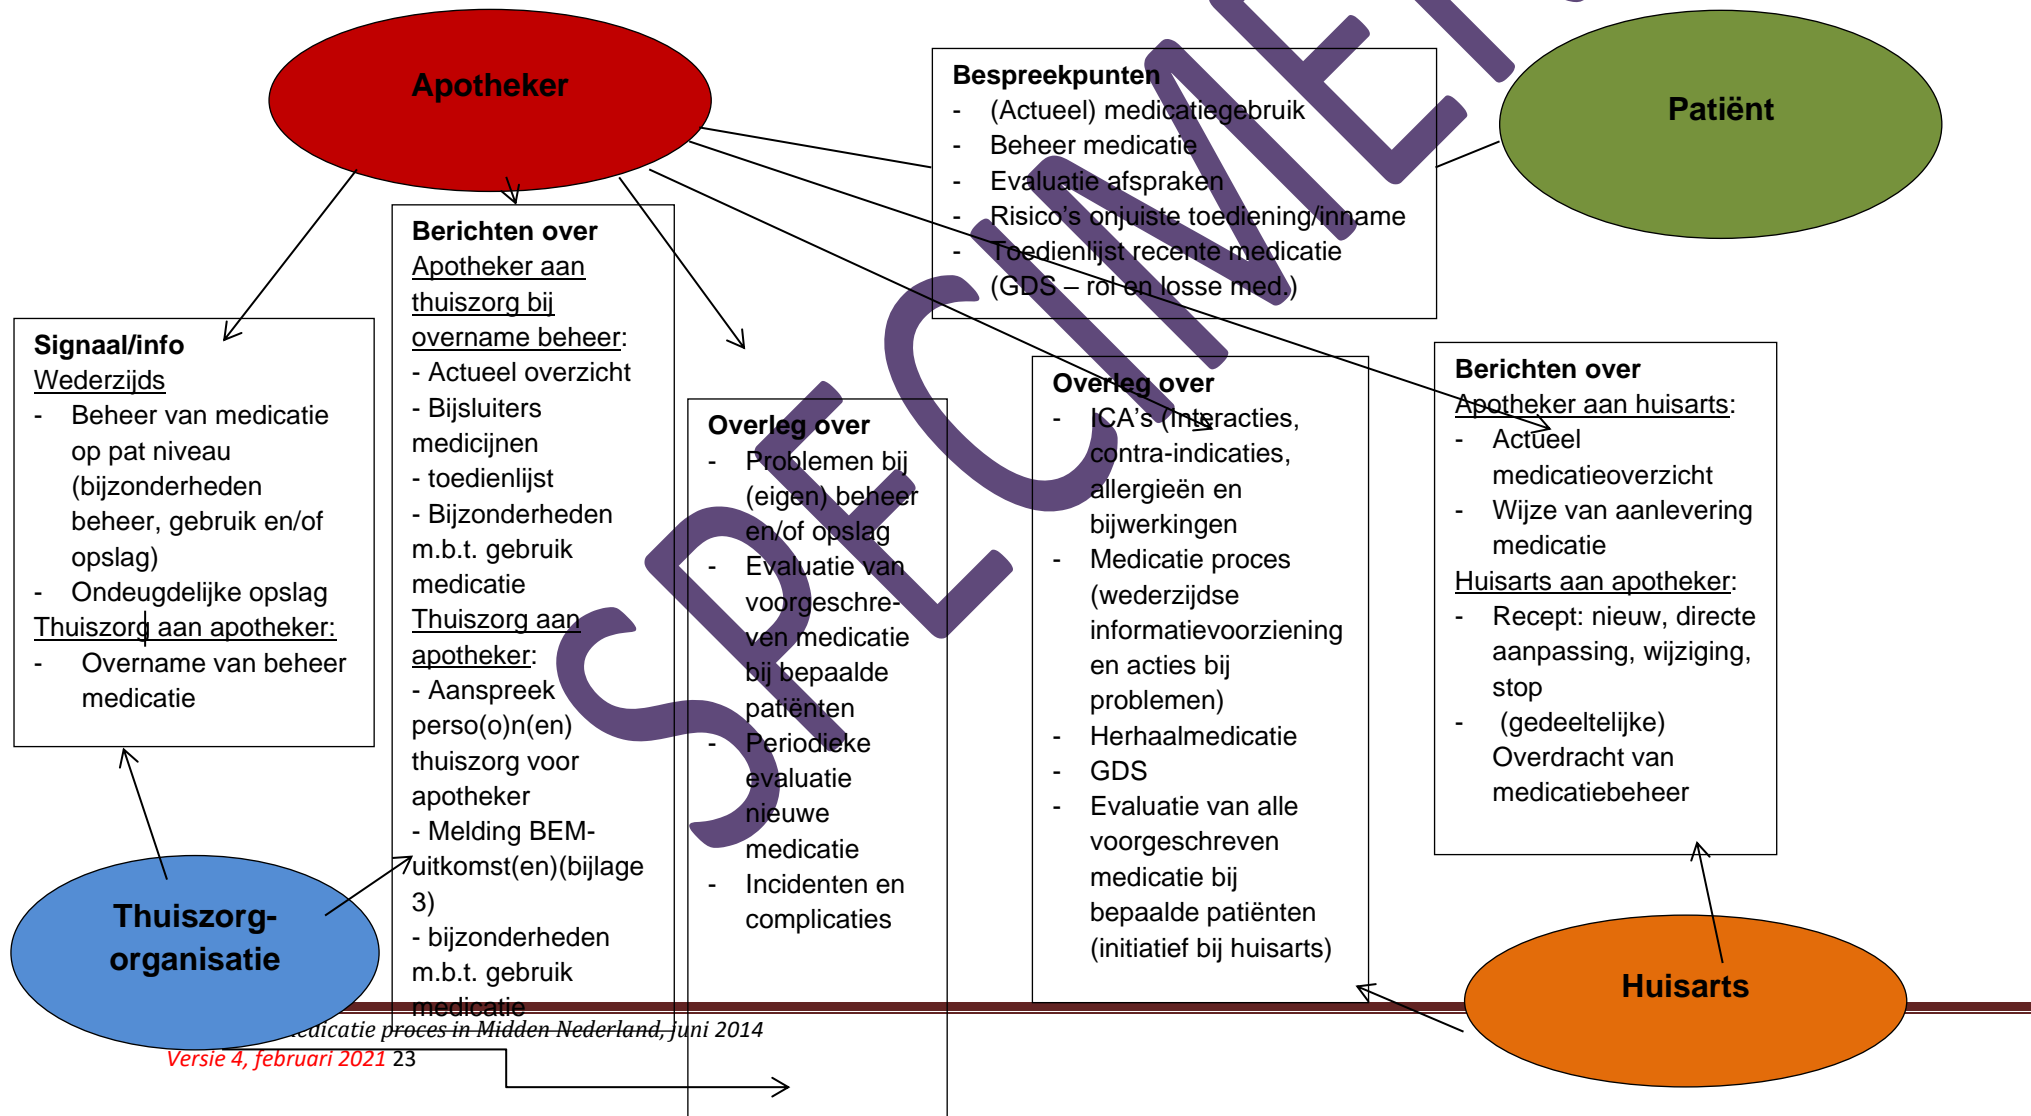 Apotheker
Patiënt
Bespreekpunten
- (Actueel) medicatiegebruik
- Beheer medicatie
- Evaluatie afspraken
- Risico's onjuiste toediening/inname
- Toedienlijst recente medicatie
(GDS – rol en losse med.)
Signaal/info
Wederzijds
- Beheer van medicatie
op pat niveau
(bijzonderheden
beheer, gebruik en/of
opslag)
- Ondeugdelijke opslag
Thuiszorg aan apotheker:
- Overname van beheer
medicatie
Berichten over
Apotheker aan
thuiszorg bij
overname beheer:
- Actueel overzicht
- Bijsluiters
medicijnen
- toedienlijst
- Bijzonderheden
m.b.t. gebruik
medicatie
Thuiszorg aan
apotheker:
- Aanspreek
perso(o)n(en)
thuiszorg voor
apotheker
- Melding BEM-
uitkomst(en)(bijlage
3)
- bijzonderheden
m.b.t. gebruik
medicatie
Overleg over
- Problemen bij
(eigen) beheer
en/of opslag
- Evaluatie van
voorgeschre-
ven medicatie
bij bepaalde
patiënten
- Periodieke
evaluatie
nieuwe
medicatie
- Incidenten en
complicaties
Overleg over
- ICA's (Interacties,
contra-indicaties,
allergieën en
bijwerkingen
- Medicatie proces
(wederzijdse
informatievoorziening
en acties bij
problemen)
- Herhaalmedicatie
- GDS
- Evaluatie van alle
voorgeschreven
medicatie bij
bepaalde patiënten
(initiatief bij huisarts)
Berichten over
Apotheker aan huisarts:
- Actueel
medicatieoverzicht
- Wijze van aanlevering
medicatie
Huisarts aan apotheker:
- Recept: nieuw, directe
aanpassing, wijziging,
stop
- (gedeeltelijke)
Overdracht van
medicatiebeheer
Thuiszorg-
organisatie
Huisarts
SPECIMEN
proces in Midden Nederland, juni 2014
Versie 4, februari 2021 23